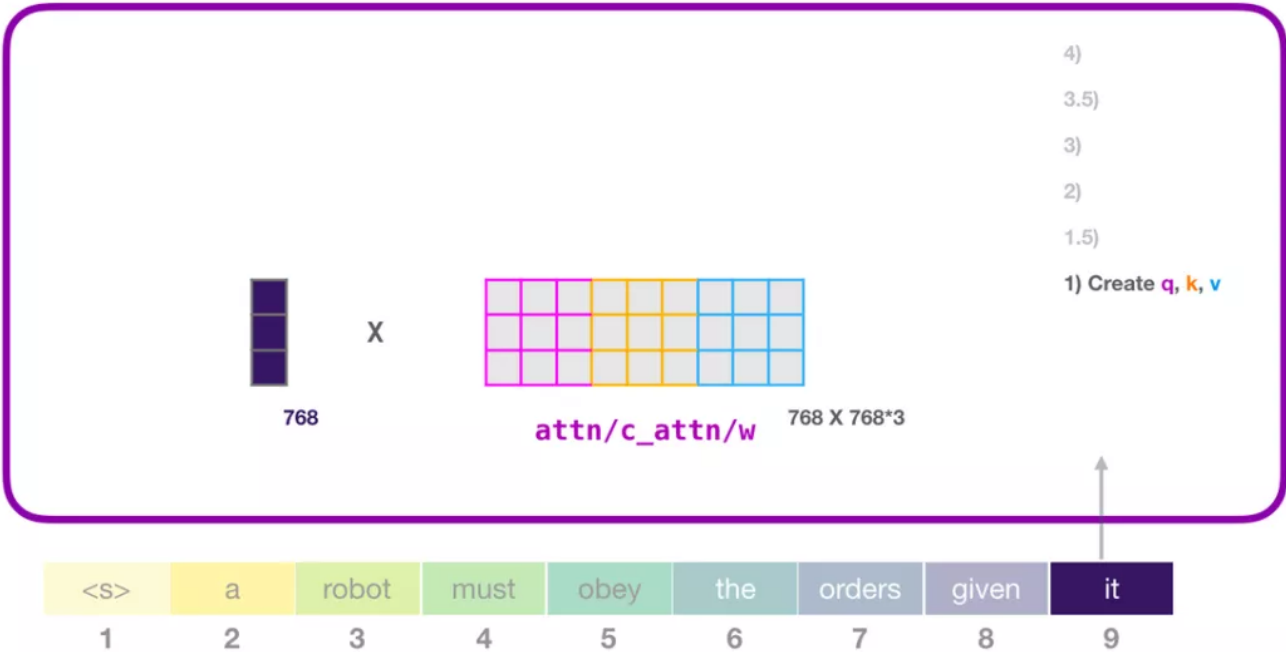 4)
3.5)
3)
2)
1.5)
1) Create q, k, v
X
768
attn/c_attn/w
768 X 768*3
<s> a robot must obey the orders given it
1 2 3 4 5 6 7 8 9